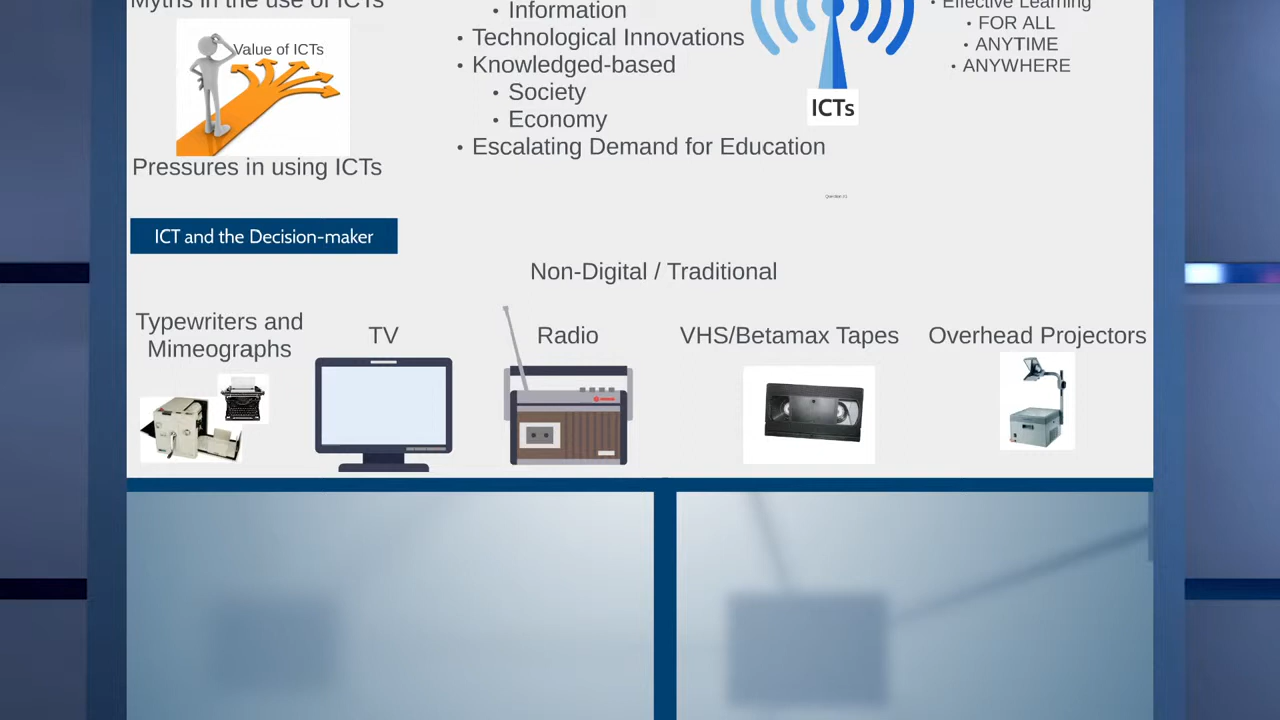 Myths in the use of ICTs
Value of ICTs
Pressures in using ICTs
• Information
• Technological Innovations
• Knowledged-based
• Society
• Economy
• Escalating Demand for Education
ICTs
• Effective Learning
• FOR ALL
• ANYTIME
• ANYWHERE
ICT and the Decision-maker
Non-Digital / Traditional
Typewriters and
Mimeographs
TV
Radio
VHS/Betamax Tapes
Overhead Projectors